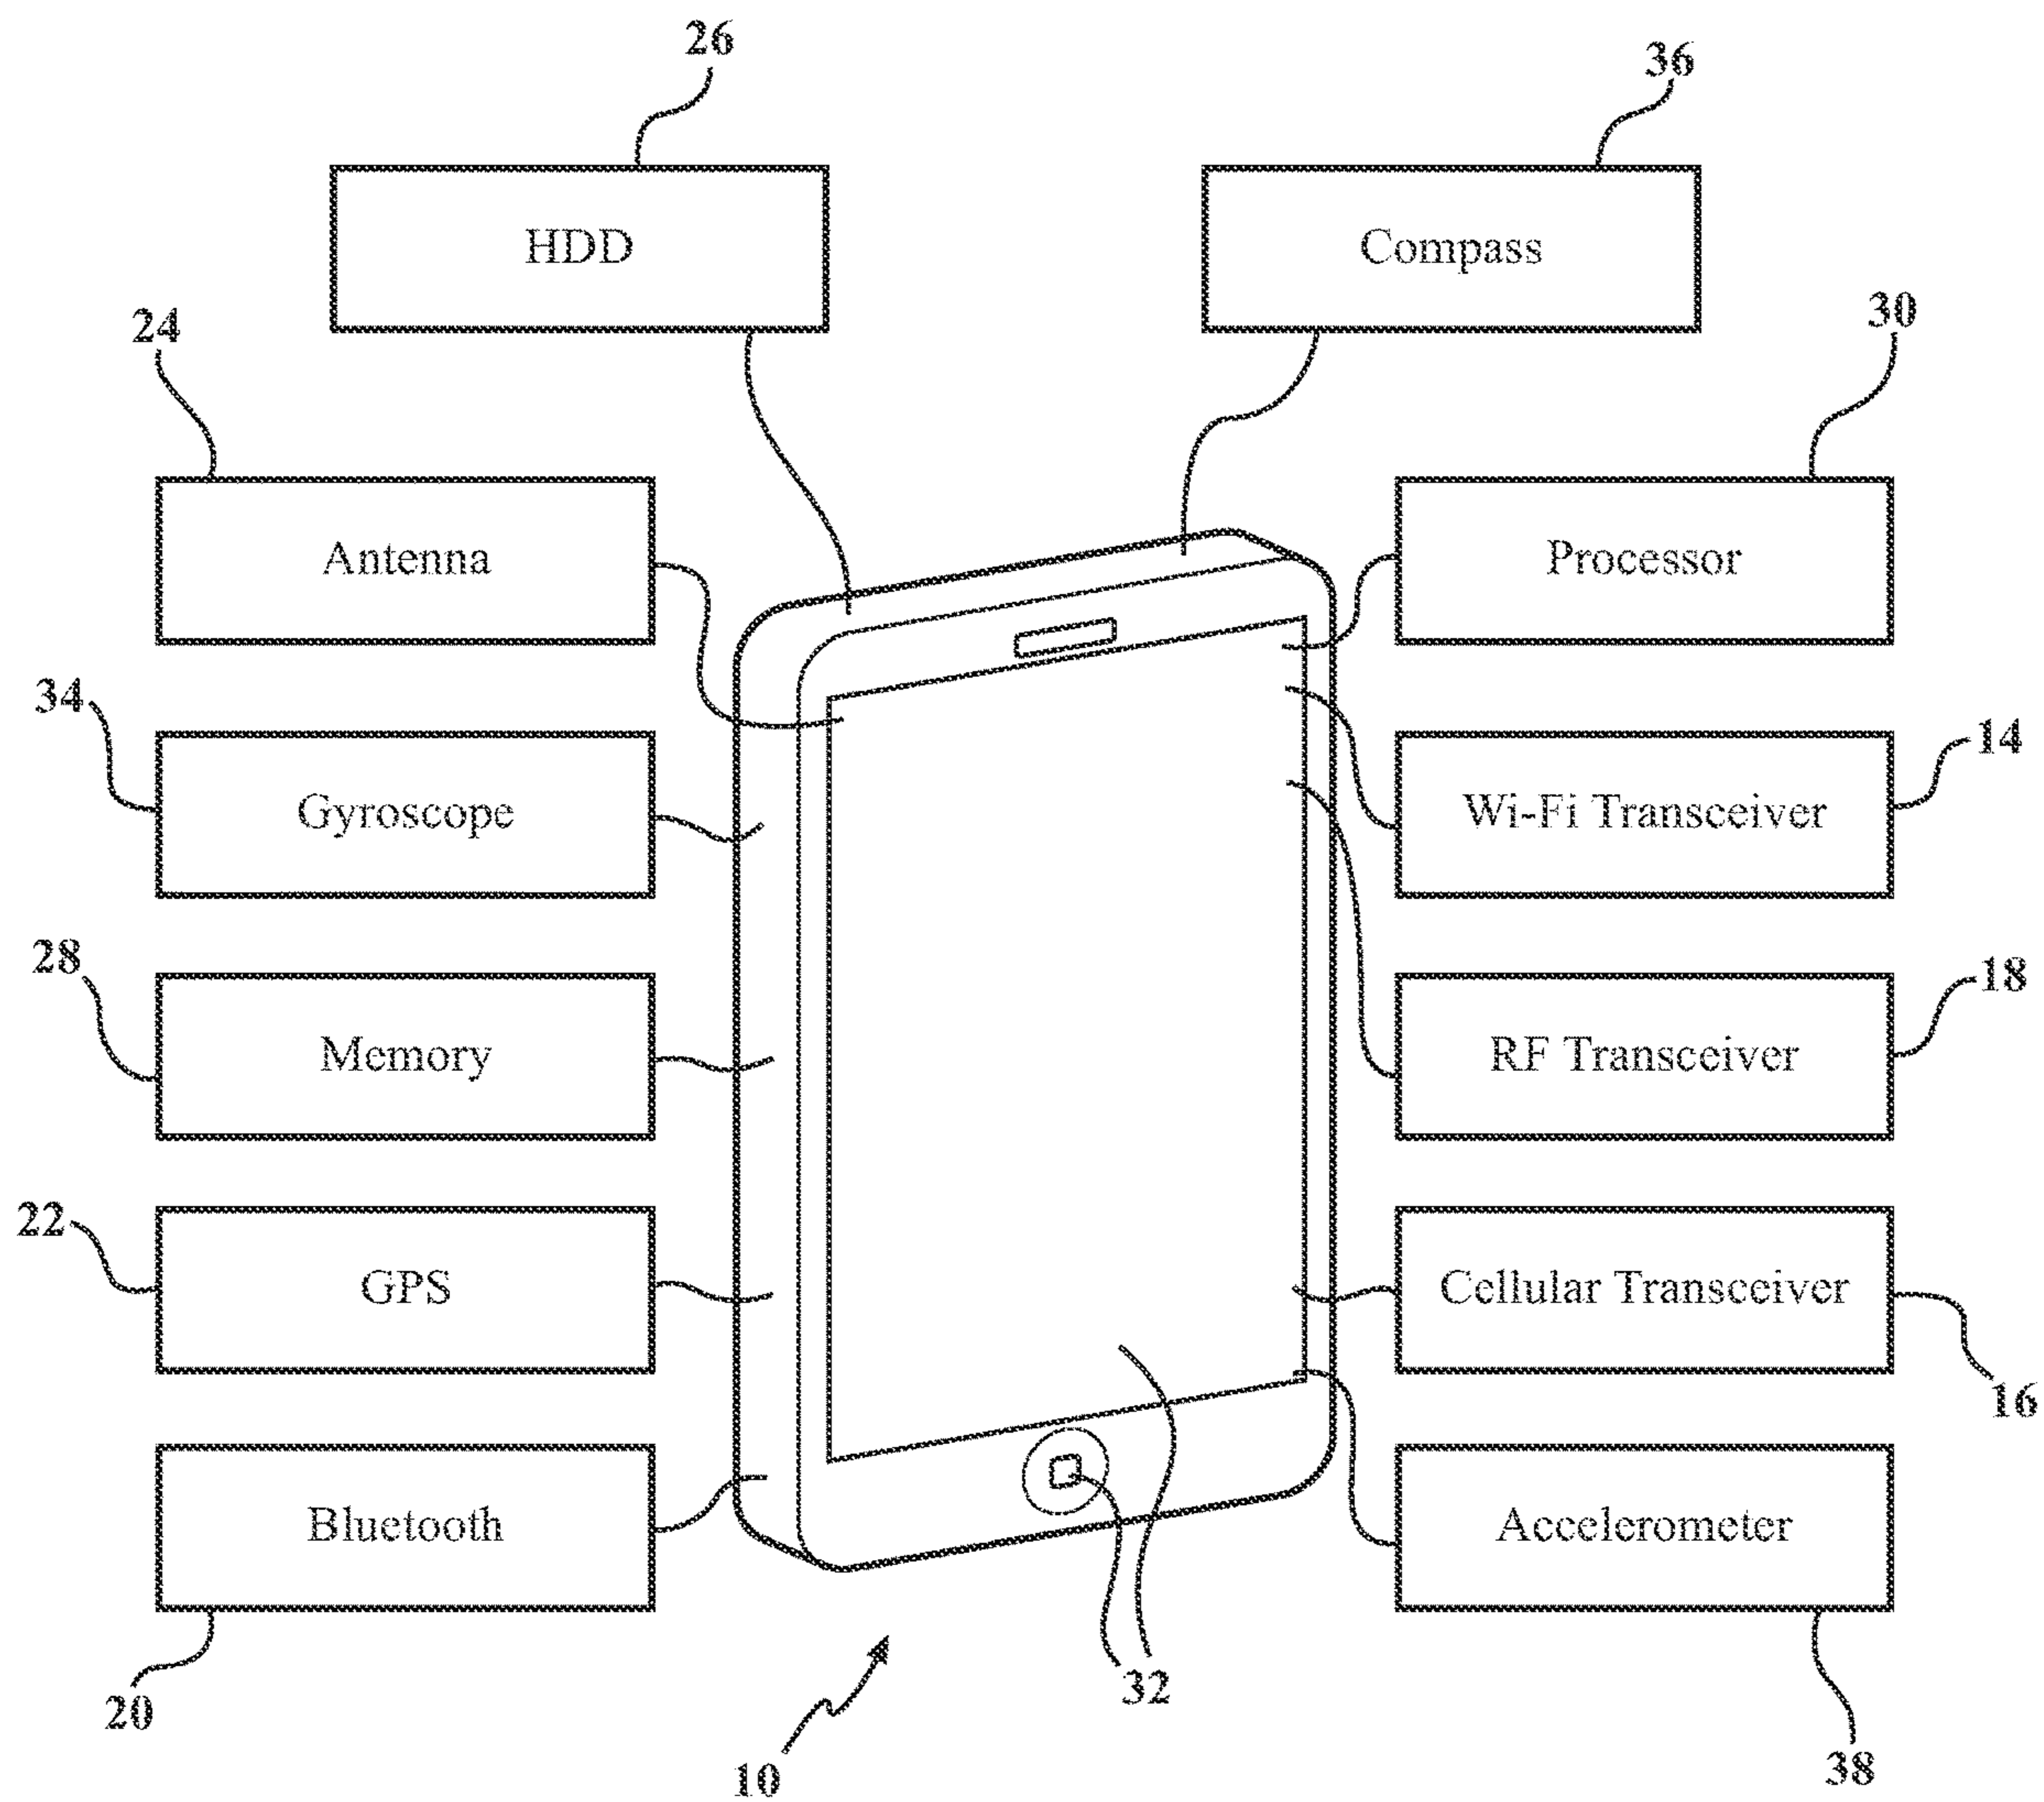 26
36
HDD
Compass
24
30
Antenna
Processor
34
14
Gyroscope
Wi-Fi Transceiver
28
18
Memory
RF Transceiver
22
GPS
Cellular Transceiver
16
Bluetooth
Accelerometer
20
32
10
38